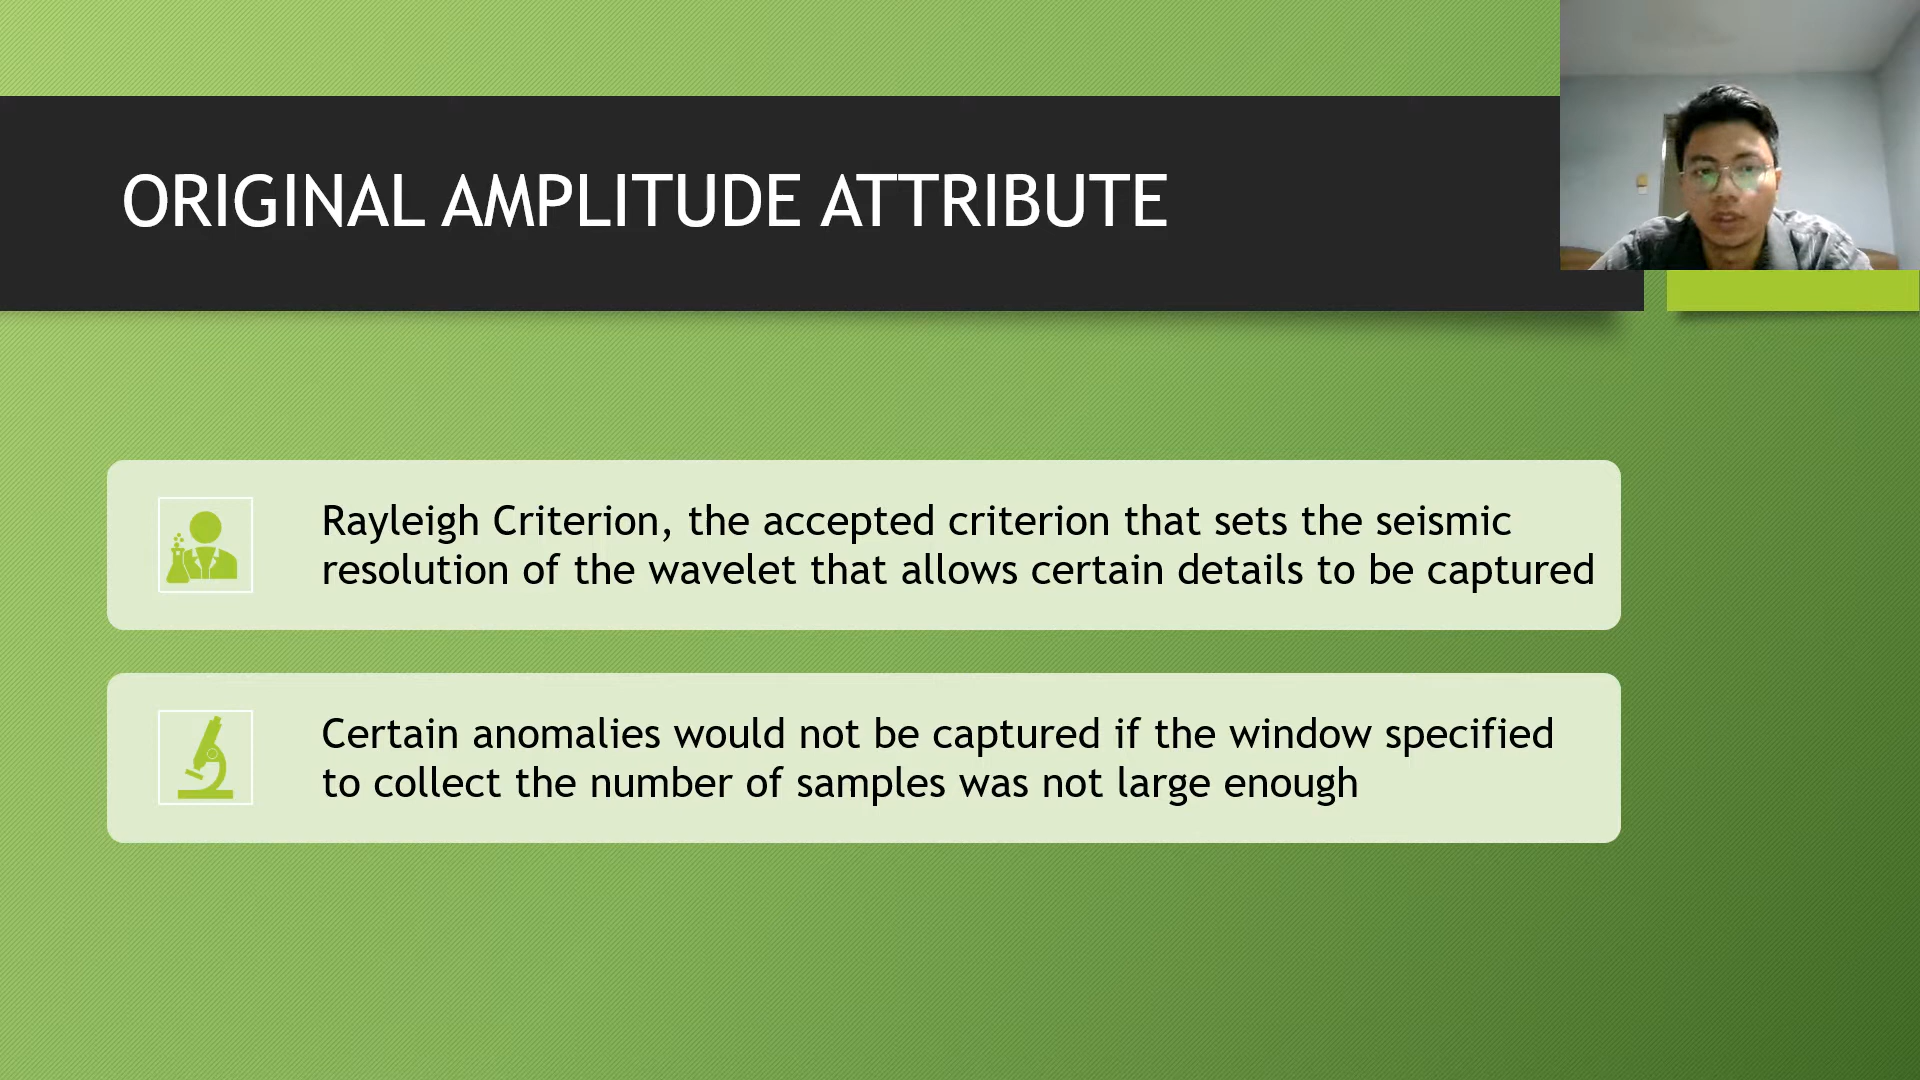 ORIGINAL AMPLITUDE ATTRIBUTE
Rayleigh Criterion, the accepted criterion that sets the seismic
resolution of the wavelet that allows certain details to be captured
Certain anomalies would not be captured if the window specified
to collect the number of samples was not large enough